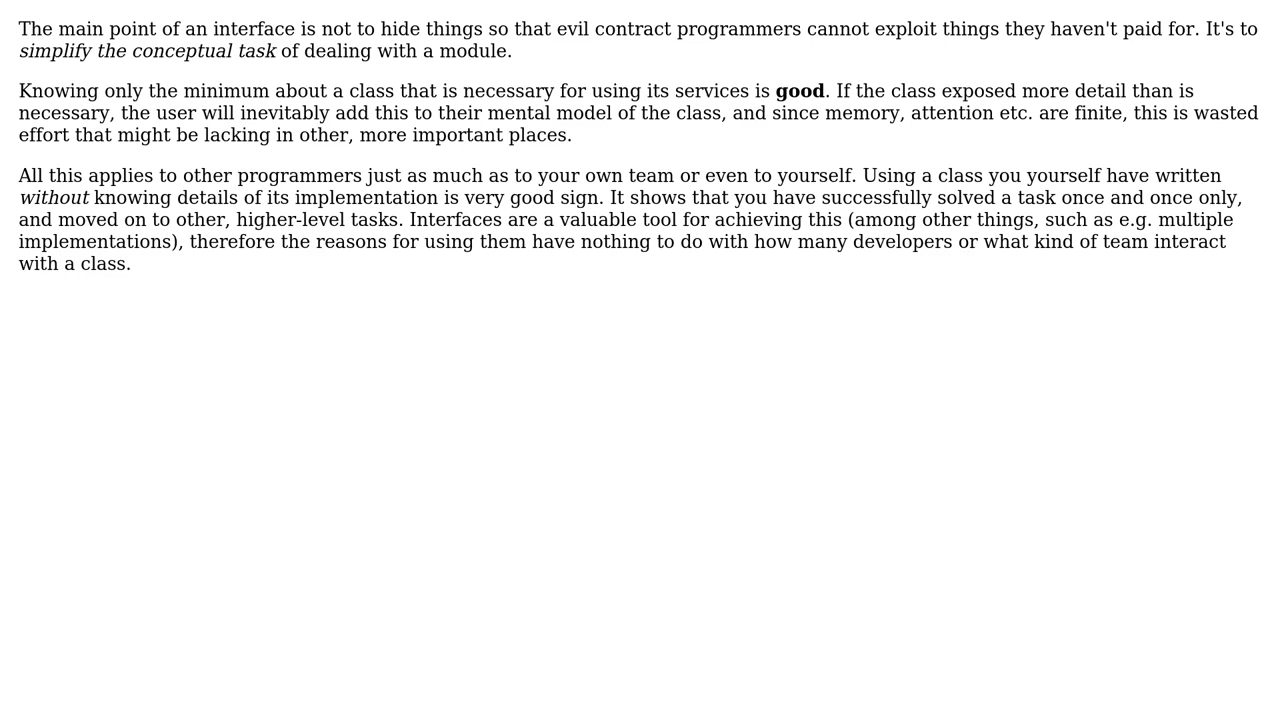 The main point of an interface is not to hide things so that evil contract programmers cannot exploit things they haven't paid for. It's to
simplify the conceptual task of dealing with a module.
Knowing only the minimum about a class that is necessary for using its services is good. If the class exposed more detail than is
necessary, the user will inevitably add this to their mental model of the class, and since memory, attention etc. are finite, this is wasted
effort that might be lacking in other, more important places.
All this applies to other programmers just as much as to your own team or even to yourself. Using a class you yourself have written
without knowing details of its implementation is very good sign. It shows that you have successfully solved a task once and once only,
and moved on to other, higher-level tasks. Interfaces are a valuable tool for achieving this (among other things, such as e.g. multiple
implementations), therefore the reasons for using them have nothing to do with how many developers or what kind of team interact
with a class.